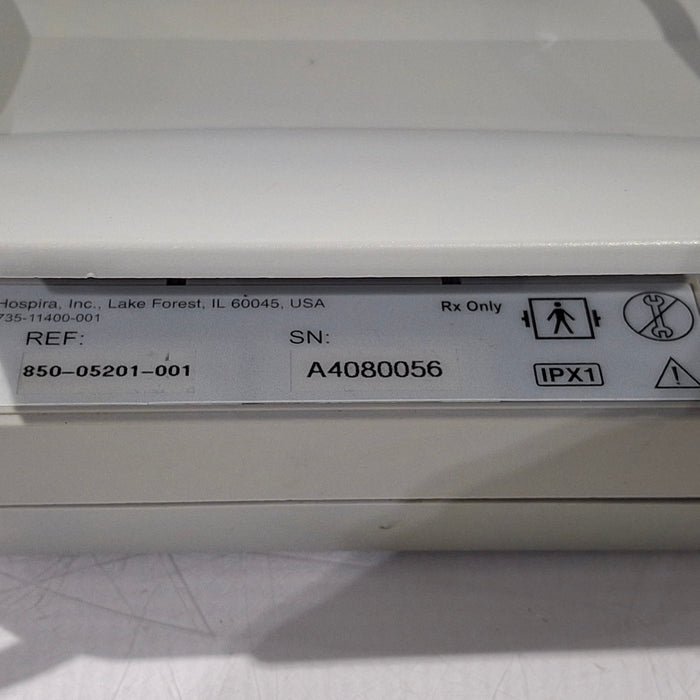 Hospira, Inc., Lake Forest, IL 60045, USA
735-11400-001
Rx Only
REF:
SN:
850-05201-001
A4080056
IPX1